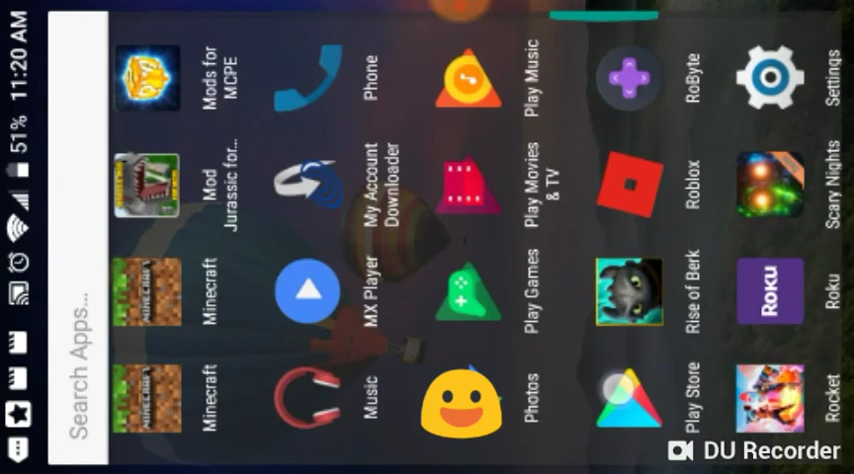 51% 11:20 AM
Search Apps...
Minecraft
Minecraft
Mod
Jurassic for...
Mods for
MCPE
Music
MX Player
My Account
Downloader
Phone
Photos
Play Games
Play Movies
& TV
Play Music
Play Store
Rise of Berk
Roblox
RoByte
Rocket
Roku
Scary Nights
Settings
MINECRAFT
MINECRAFT
ROKU
DU Recorder